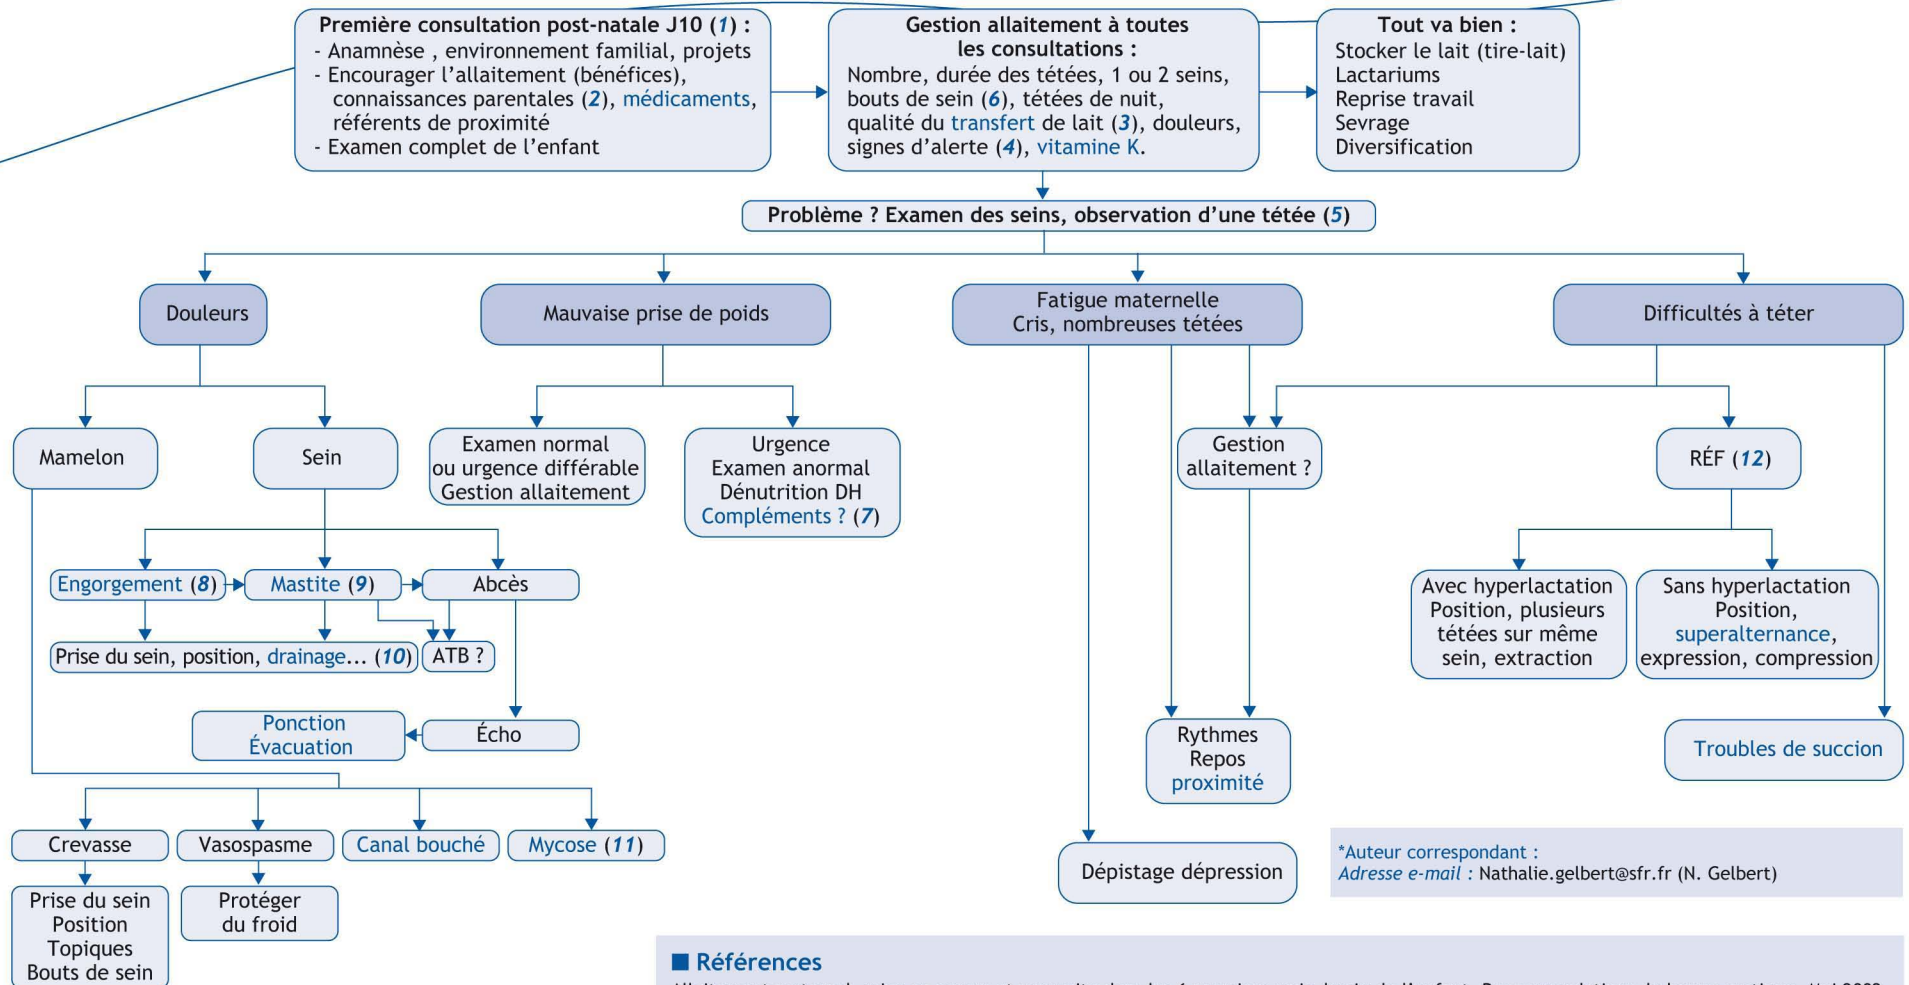 Première consultation post-natale J10 (1) :
- Anamnèse , environnement familial, projets
- Encourager l'allaitement (bénéfices),
connaissances parentales (2), médicaments,
référents de proximité
- Examen complet de l'enfant
Gestion allaitement à toutes
les consultations :
Nombre, durée des tétées, 1 ou 2 seins,
bouts de sein (6), tétées de nuit,
qualité du transfert de lait (3), douleurs,
signes d'alerte (4), vitamine K.
Tout va bien :
Stocker le lait (tire-lait)
Lactariums
Reprise travail
Sevrage
Diversification
Problème ? Examen des seins, observation d'une tétée (5)
Douleurs
Mauvaise prise de poids
Fatigue maternelle
Cris, nombreuses tétées
Difficultés à téter
Mamelon
Sein
Examen normal
ou urgence différable
Gestion allaitement
Urgence
Examen anormal
Dénutrition DH
Compléments ? (7)
Gestion
allaitement ?
RÉF (12)
Engorgement (8)
Mastite (9)
Abcès
Avec hyperlactation
Position, plusieurs
tétées sur même
sein, extraction
Sans hyperlactation
Position,
superalternance,
expression, compression
Prise du sein, position, drainage... (10)
ATB ?
Ponction
Évacuation
Écho
Rythmes
Repos
proximité
Troubles de succion
Crevasse
Vasospasme
Canal bouché
Mycose (11)
Dépistage dépression
*Auteur correspondant :
Adresse e-mail : Nathalie.gelbert@sfr.fr (N. Gelbert)
Prise du sein
Position
Topiques
Bouts de sein
Protéger
du froid
Références